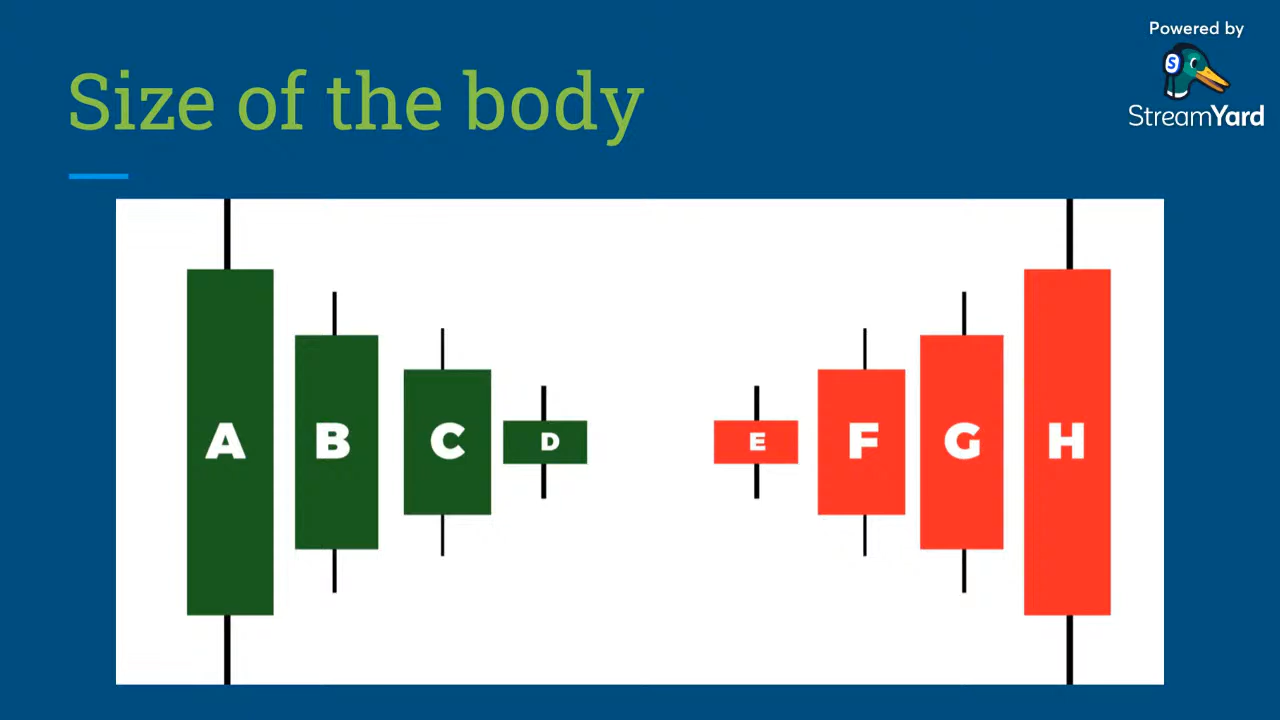 Powered by
S
StreamYard
Size of the body
A B C D E F G H